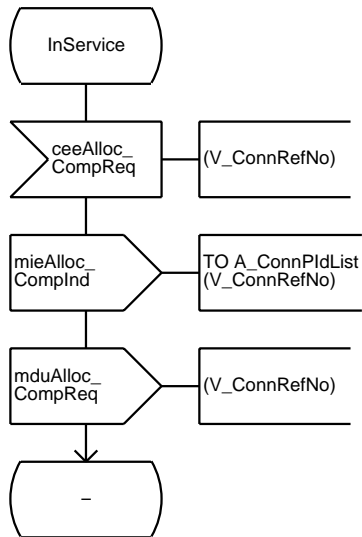 InService
ceeAlloc_
CompReq
(V_ConnRefNo)
mieAlloc_
CompInd
TO A_ConnPIdList
(V_ConnRefNo)
mduAlloc_
CompReq
(V_ConnRefNo)
–